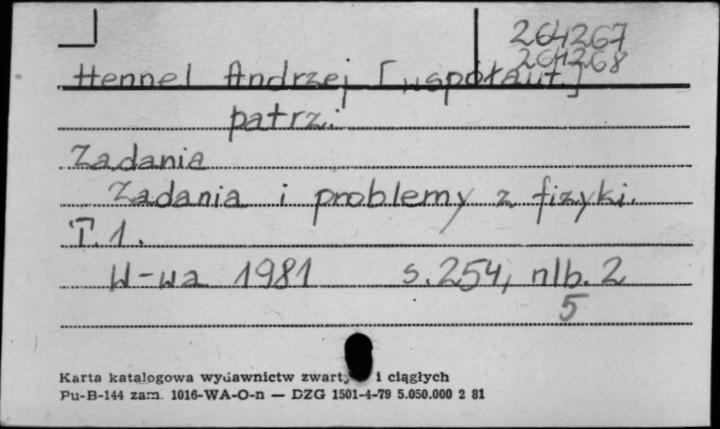 264267
264268
Hennel Andrzej [współaut.]
patrz:
Zadania
Zadania i problemy z fizyki.
T. 1.
W-wa 1981 s. 254, nlb. 2
5
Karta katalogowa wydawnictw zwarty i ciągłych
Pu-B-144 zam. 1016-WA-O-n — DZG 1501-4-79 5.050.000 2 81